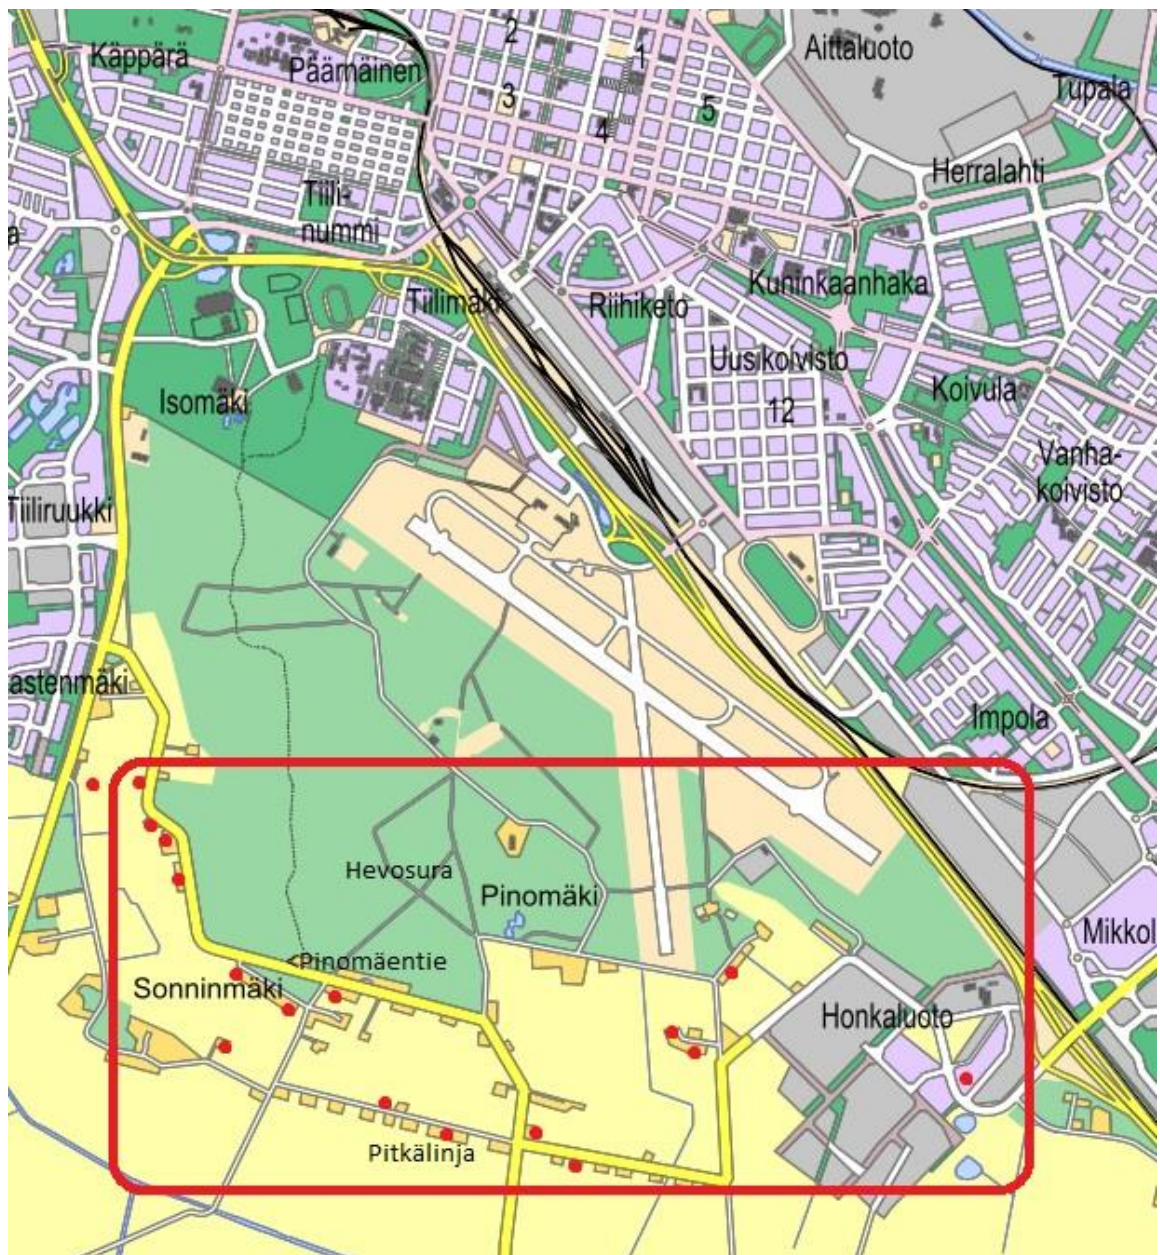 2
1
Aittaluoto
Käppärä
Päärnäinen
Tupala
3
5
4
Herralahti
Tiili-
nummi
a
Kuninkaanhaka
Tiilimäki
Riihiketo
Uusikoivisto
Koivula
Isomäki
12
Vanha-
koivisto
Tiiliruukki
astenmäki
Impola
Hevosura
Pinomäki
Mikkol
<Pinomäentie
Sonninmäki
Honkaluoto
Pitkälinja